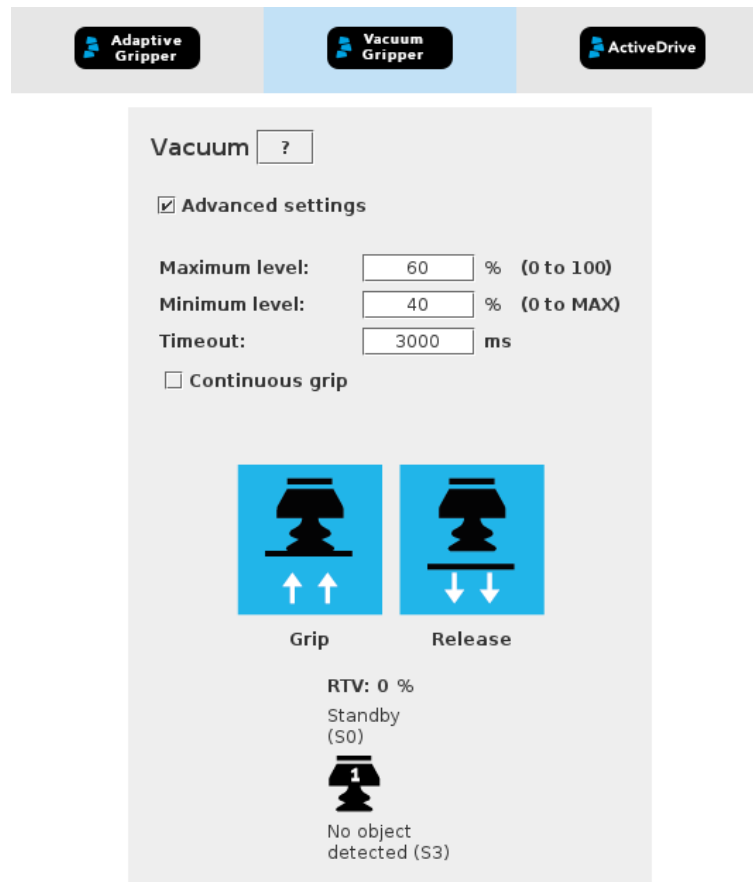 Adaptive
Gripper
Vacuum
Gripper
ActiveDrive
Vacuum ?
Advanced settings
Maximum level: 60 % (0 to 100)
Minimum level: 40 % (0 to MAX)
Timeout: 3000 ms
Continuous grip
Grip Release
RTV: 0 %
Standby
(S0)
1
No object
detected (S3)